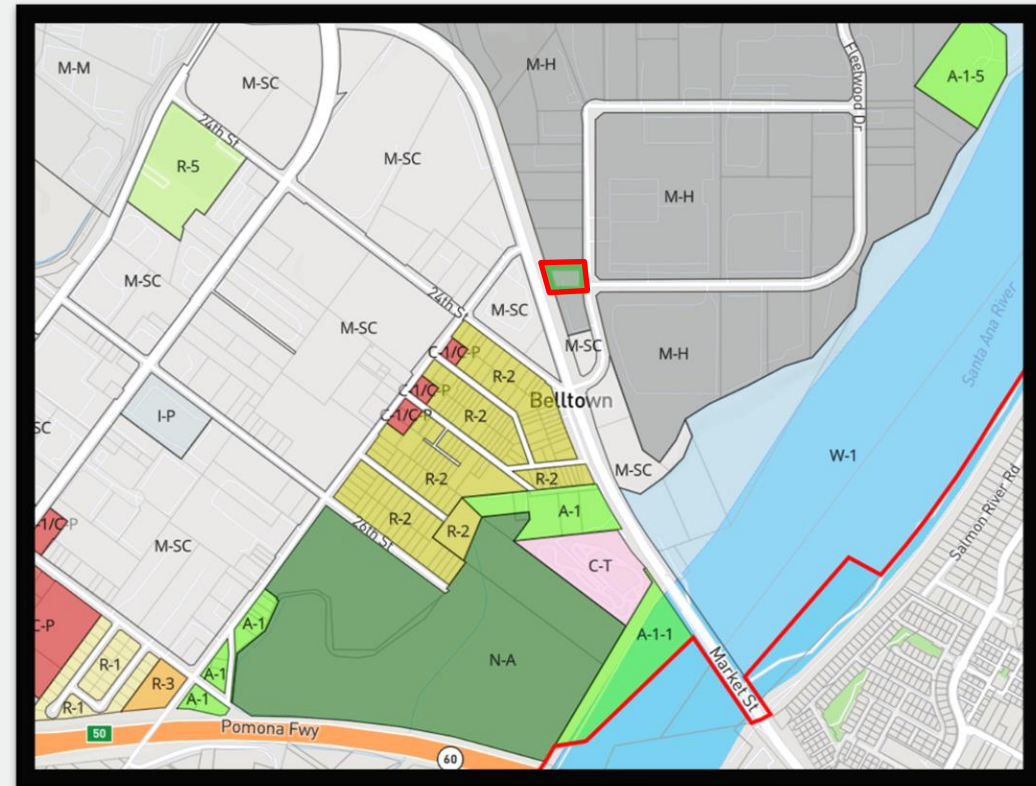 M-M
M-SC
M-H
Fleetwood Dr
A-1-5
24th St
M-SC
R-5
M-H
M-SC
M-SC
24th St
M-SC
M-SC
M-H
C-1/C-P
R-2
C-1/C-P
Belltown
C-1/C-P
R-2
I-P
SC
Santa Ana River
W-1
R-2
R-2
M-SC
R-2
R-2
A-1
-1/C-P
26th St
M-SC
Salmon River Rd
C-T
C-P
A-1
A-1-1
R-1
N-A
Market St
R-3
A-1
A-1
R-1
50
Pomona Fwy
60